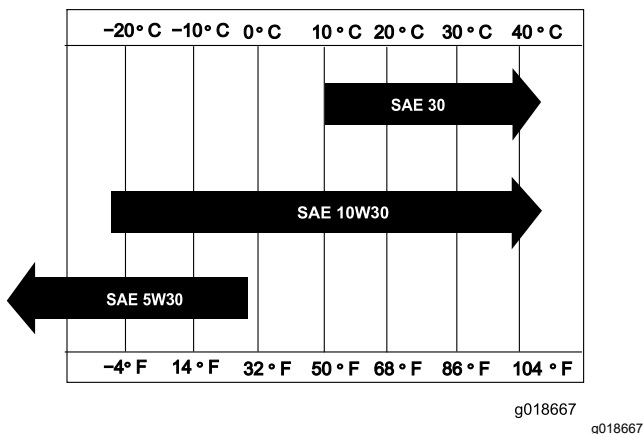 −20° C −10° C 0° C 10° C 20° C 30° C 40° C
SAE 30
SAE 10W30
SAE 5W30
−4° F 14 ° F 32 ° F 50 ° F 68 ° F 86 ° F 104 ° F
g018667
g018667